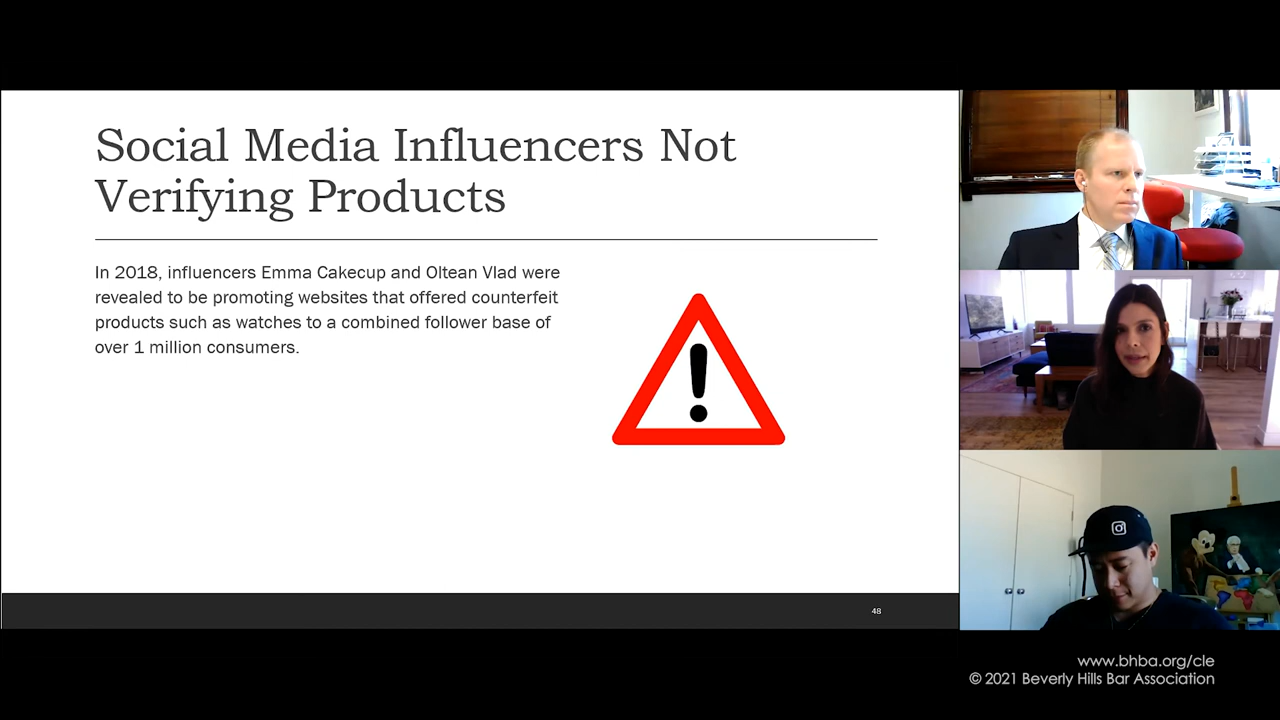 Social Media Influencers Not
Verifying Products
In 2018, influencers Emma Cakecup and Oltean Vlad were
revealed to be promoting websites that offered counterfeit
products such as watches to a combined follower base of
over 1 million consumers.
48
www.bhba.org/cle
© 2021 Beverly Hills Bar Association